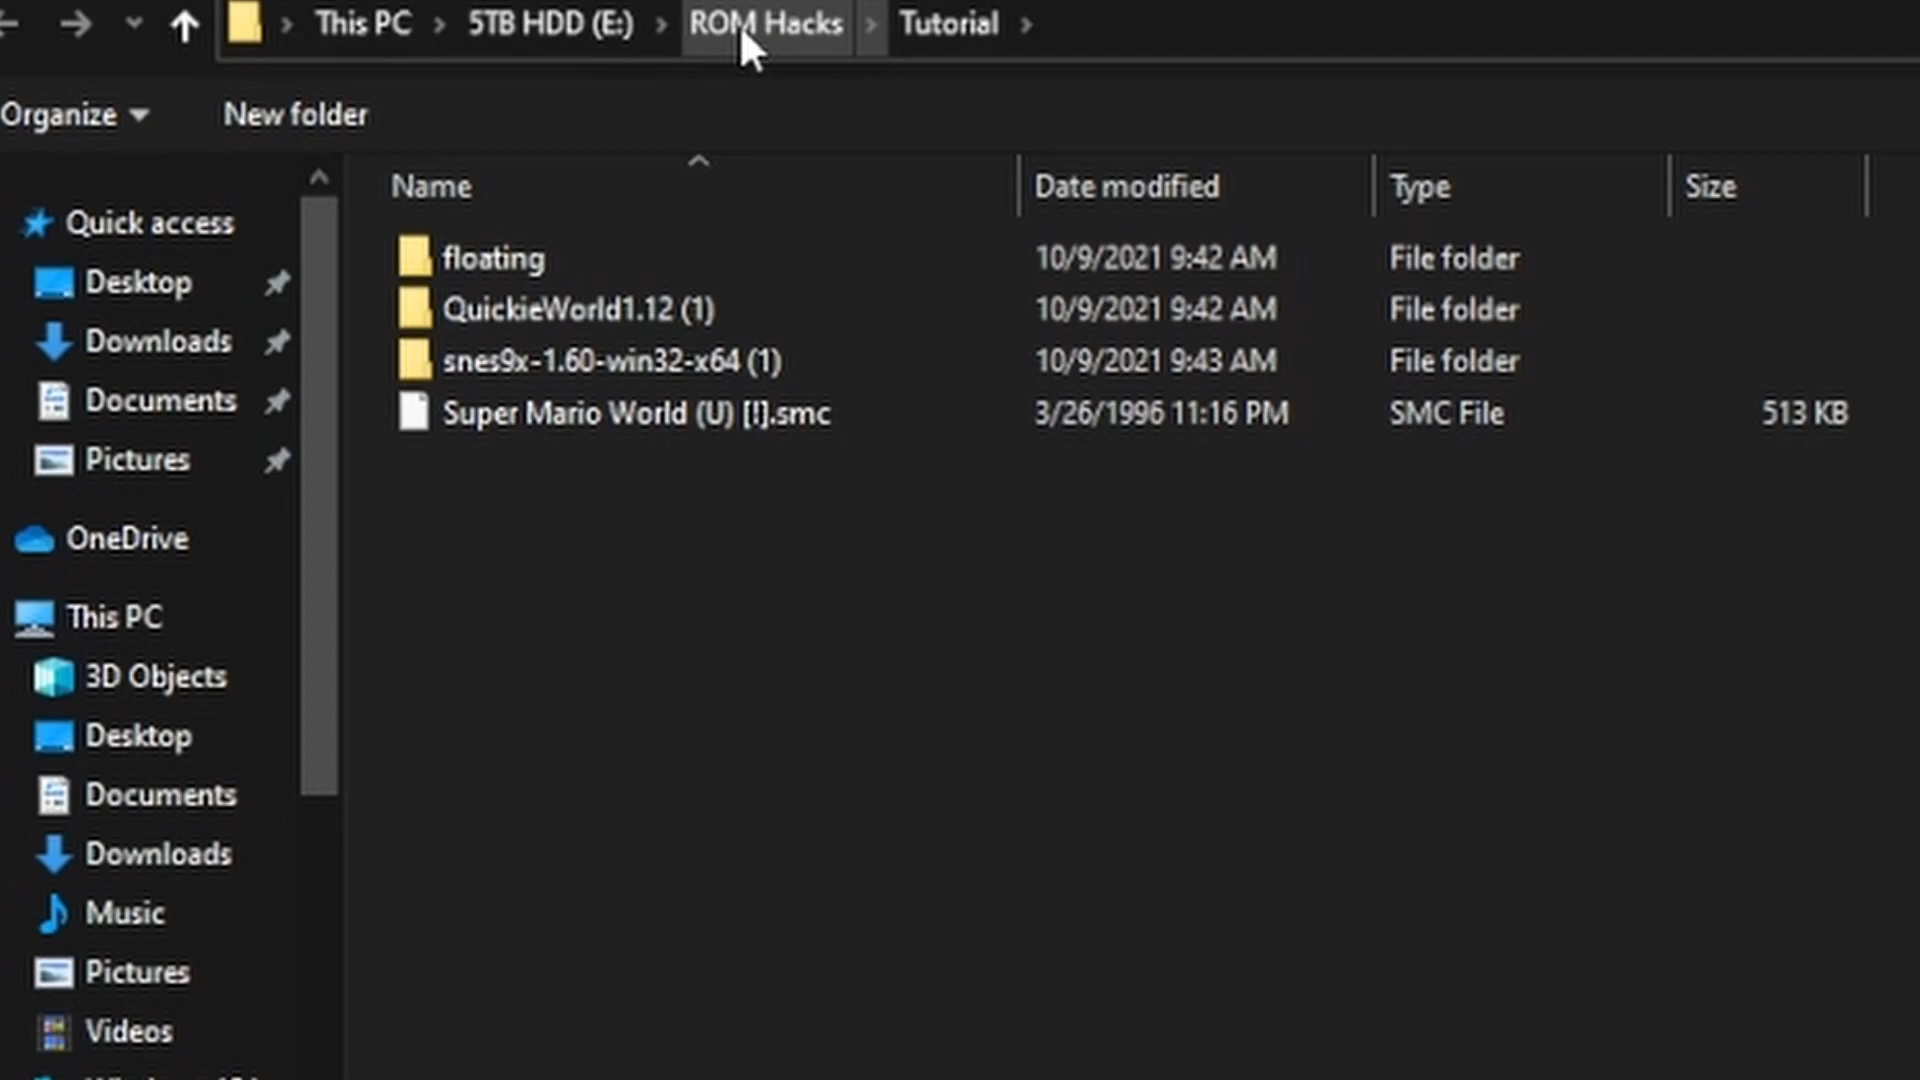 This PC > 5TB HDD (E:) > ROM Hacks > Tutorial >
Organize New folder
Name Date modified Type Size
Quick access
Desktop
Downloads
Documents
Pictures
OneDrive
This PC
3D Objects
Desktop
Documents
Downloads
Music
Pictures
Videos
floating 10/9/2021 9:42 AM File folder
QuickieWorld1.12 (1) 10/9/2021 9:42 AM File folder
snes9x-1.60-win32-x64 (1) 10/9/2021 9:43 AM File folder
Super Mario World (U) [!].smc 3/26/1996 11:16 PM SMC File 513 KB